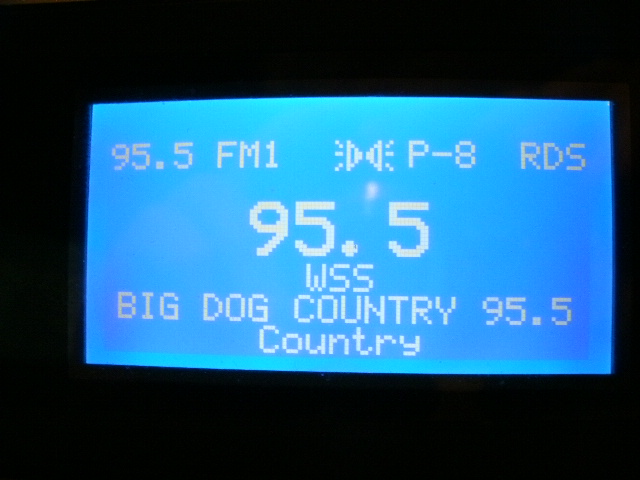 95.5 FM1 P-8 RDS
95.5
WSS
BIG DOG COUNTRY 95.5
Country